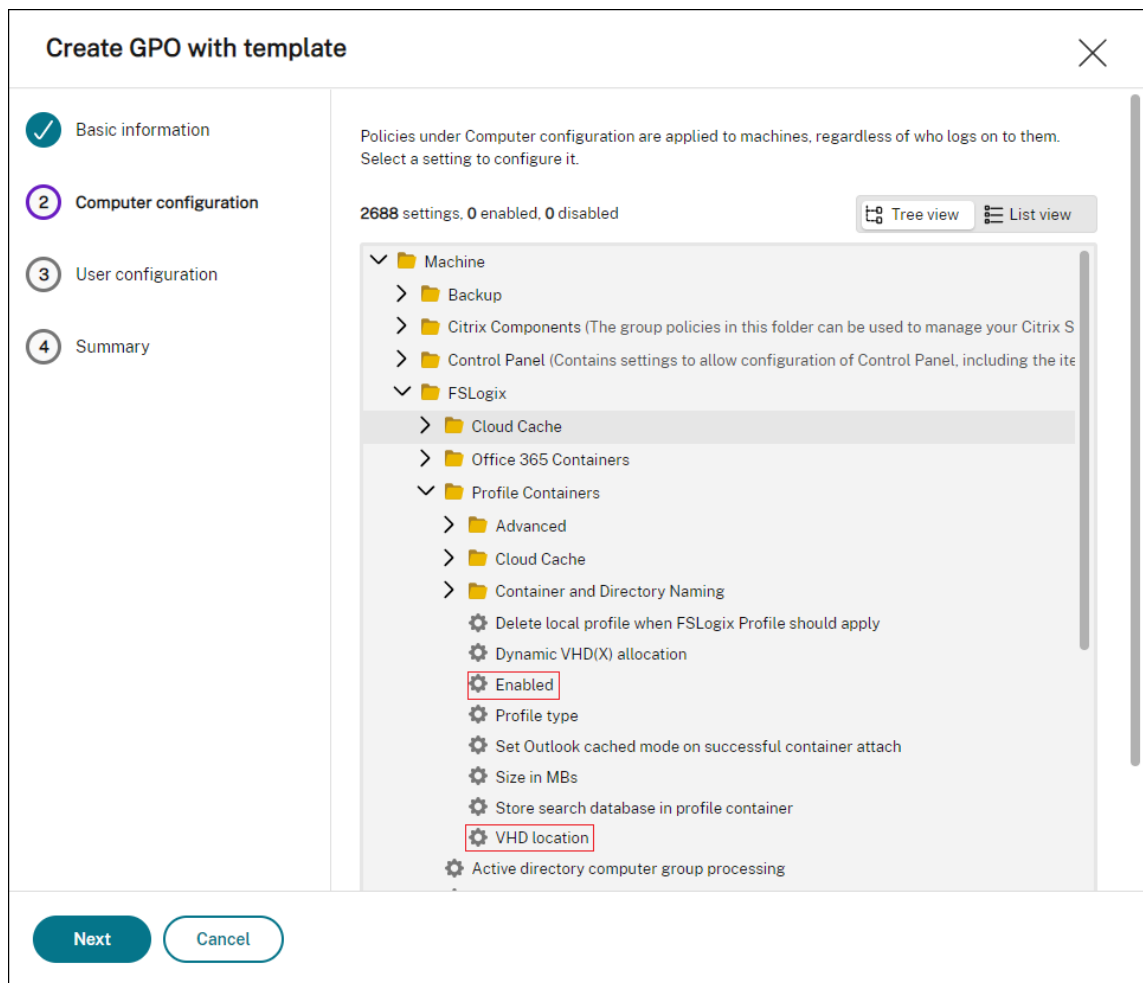 Create GPO with template
Basic information
2 Computer configuration
3 User configuration
4 Summary
Policies under Computer configuration are applied to machines, regardless of who logs on to them.
Select a setting to configure it.
2688 settings, 0 enabled, 0 disabled
Tree view
List view
Machine
Backup
Citrix Components (The group policies in this folder can be used to manage your Citrix S
Control Panel (Contains settings to allow configuration of Control Panel, including the ite
FSLogix
Cloud Cache
Office 365 Containers
Profile Containers
Advanced
Cloud Cache
Container and Directory Naming
Delete local profile when FSLogix Profile should apply
Dynamic VHD(X) allocation
Enabled
Profile type
Set Outlook cached mode on successful container attach
Size in MBs
Store search database in profile container
VHD location
Active directory computer group processing
Next
Cancel